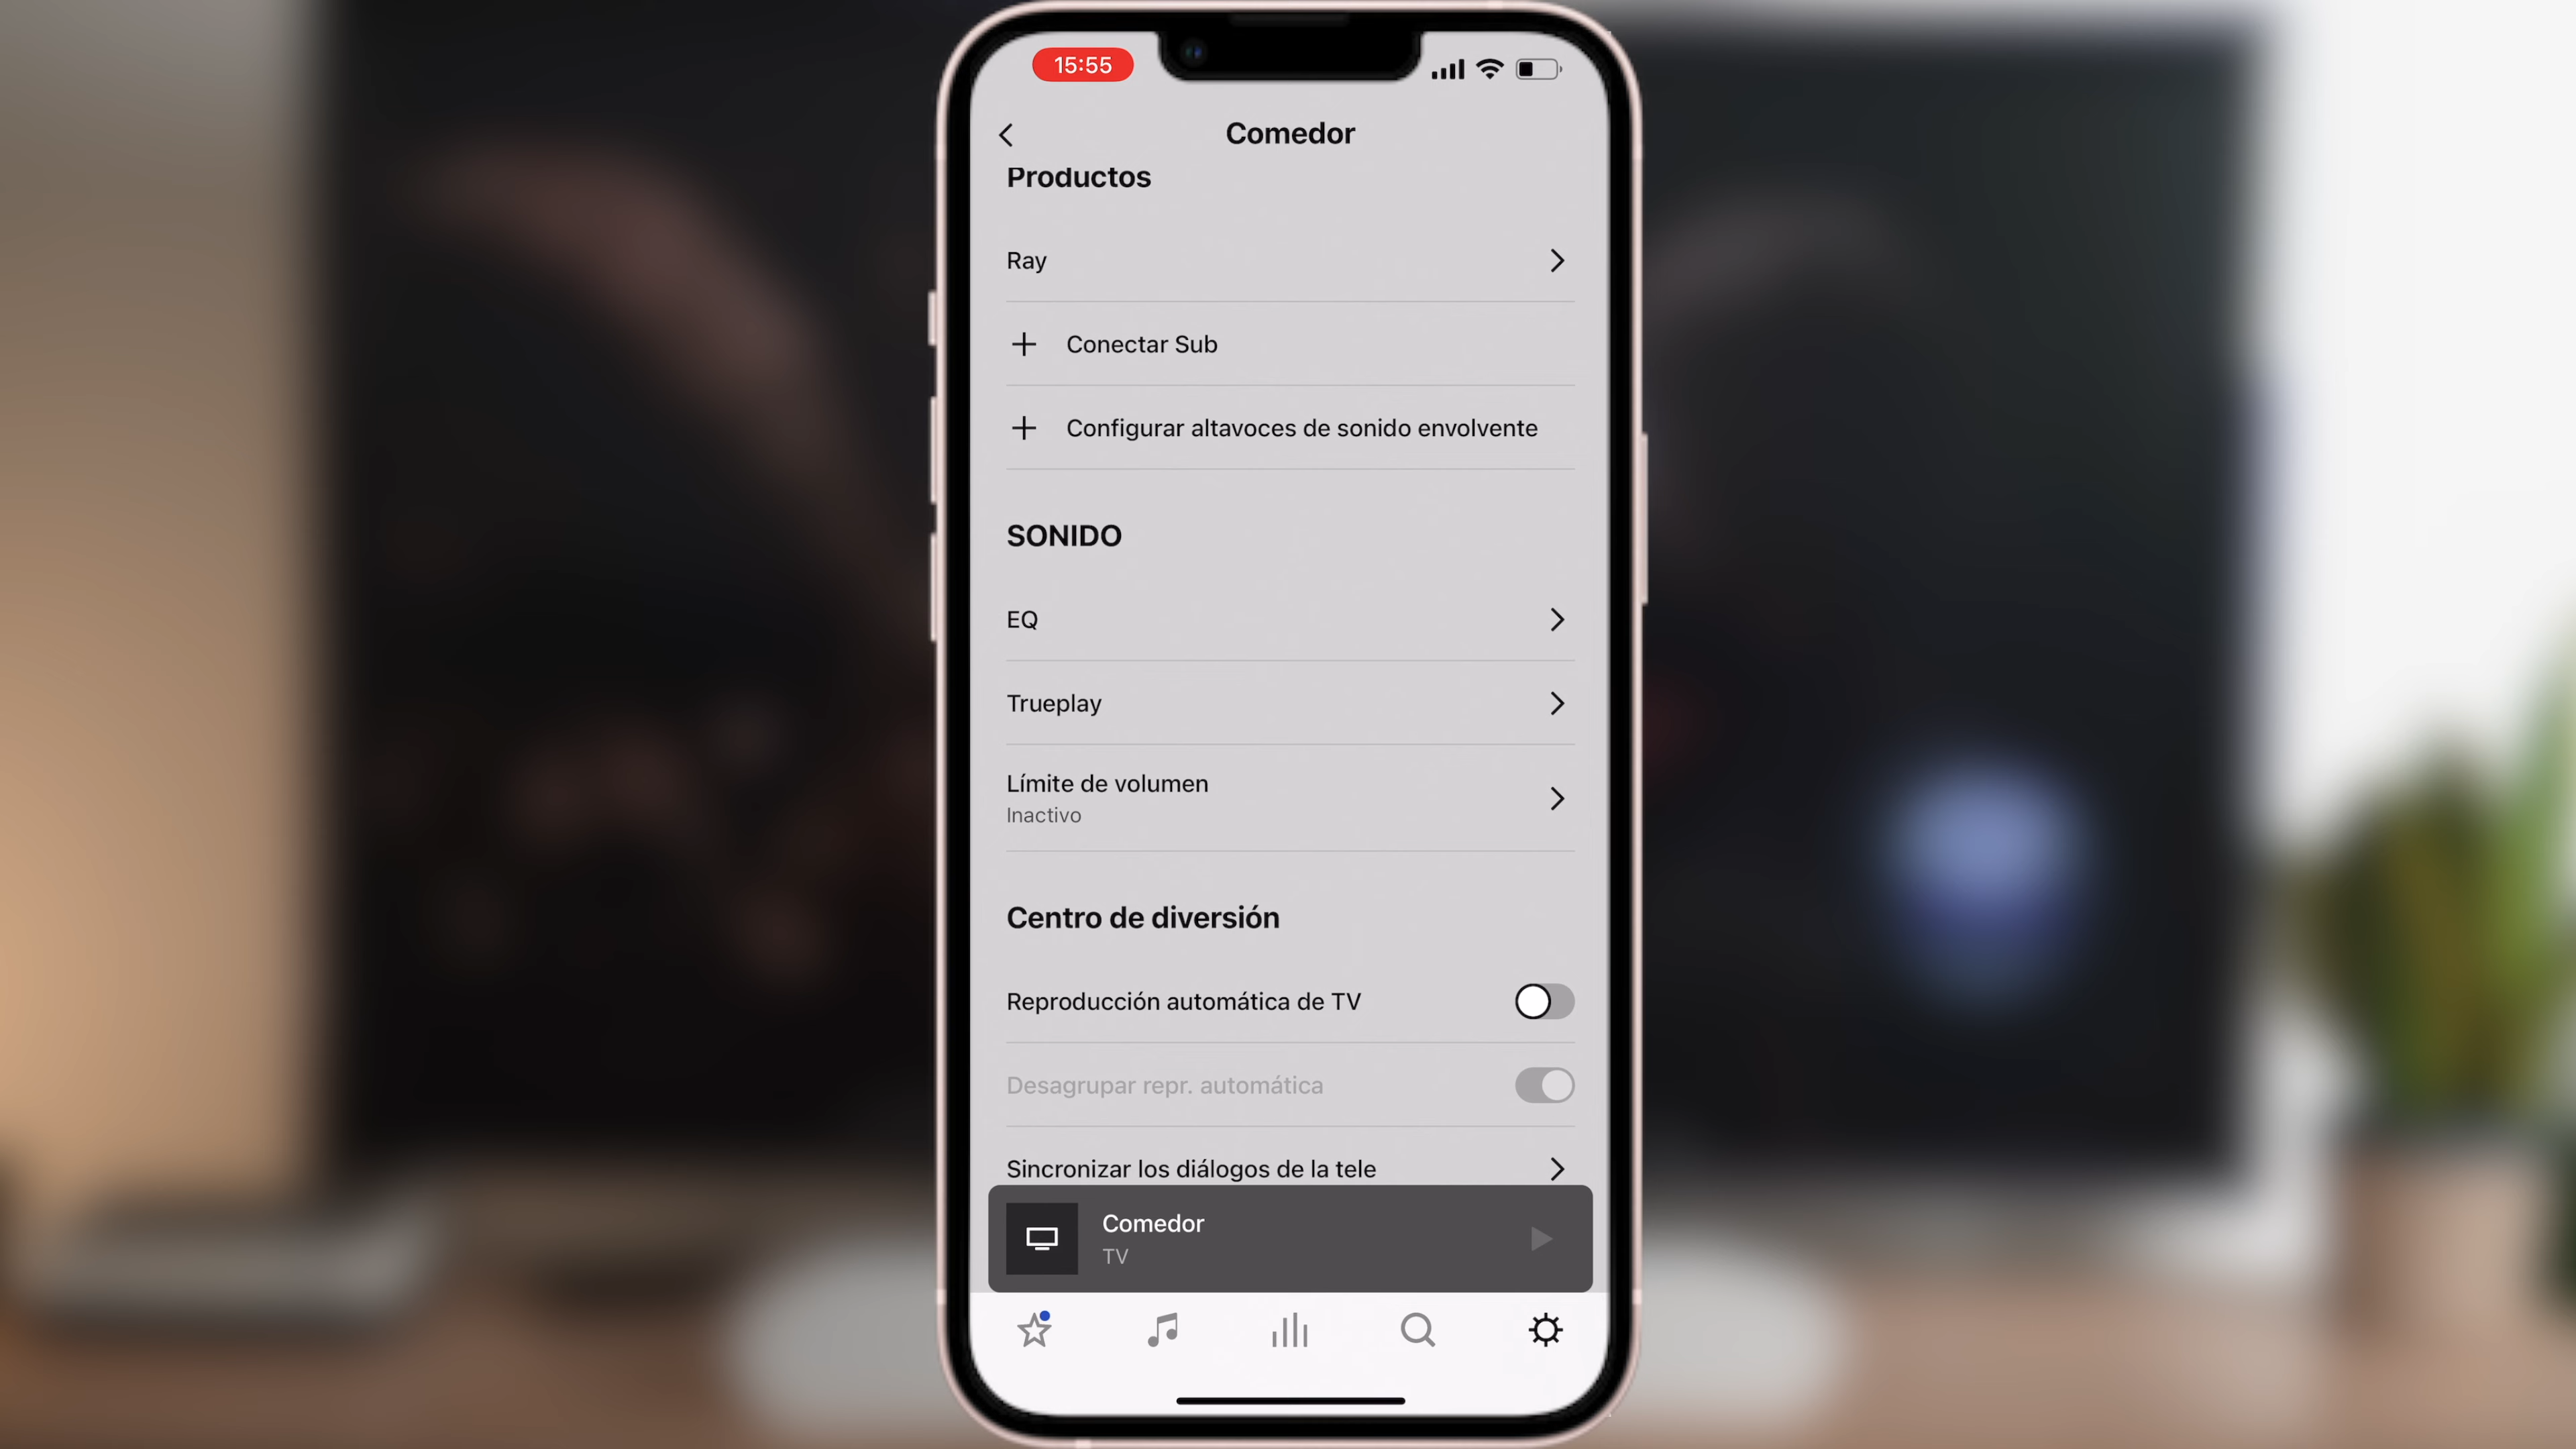 15:55
Comedor
Productos
Ray
Conectar Sub
Configurar altavoces de sonido envolvente
SONIDO
EQ
Trueplay
Límite de volumen
Inactivo
Centro de diversión
Reproducción automática de TV
Desagrupar repr. automática
Sincronizar los diálogos de la tele
Comedor
TV